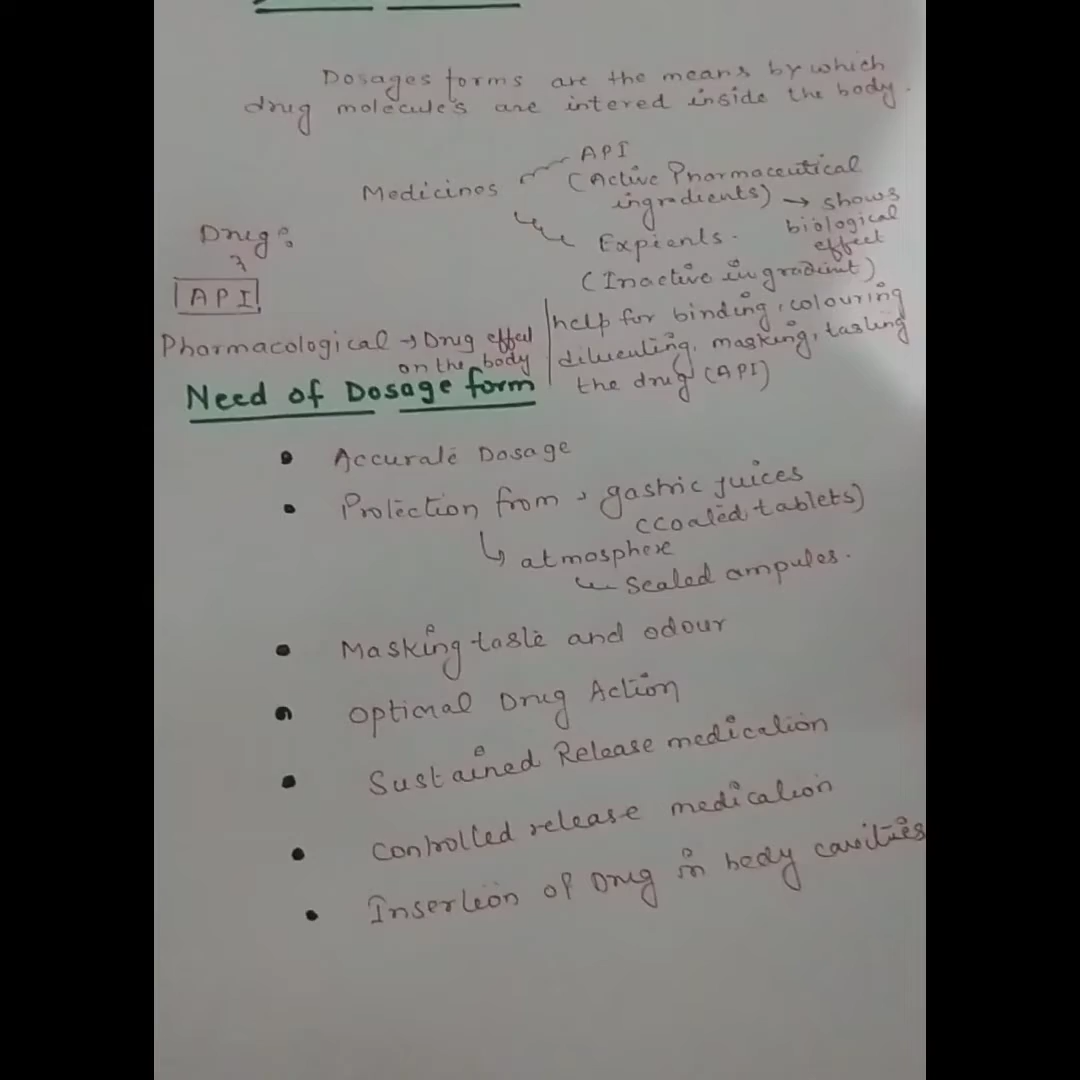 Dosages forms are the means by which
drug molecule's are intered inside the body.
Medicines
API
(Active Pharmaceutical
ingredients) → shows
biological
effect
Expients.
(Inactive ingradient)
help for binding, colouring
diluenting, masking, tasting
the drug (API)
Drug:
API
Pharmacological → Drug effect
on the body
Need of Dosage form
• Accurate Dosage
• Protection from → gastric juices
(Coated tablets)
↳ atmosphere
↳ Sealed ampules.
• Masking taste and odour
• Optional Drug Action
• Sustained Release medication
• Controlled release medication
• Insertion of Drug in body cavities